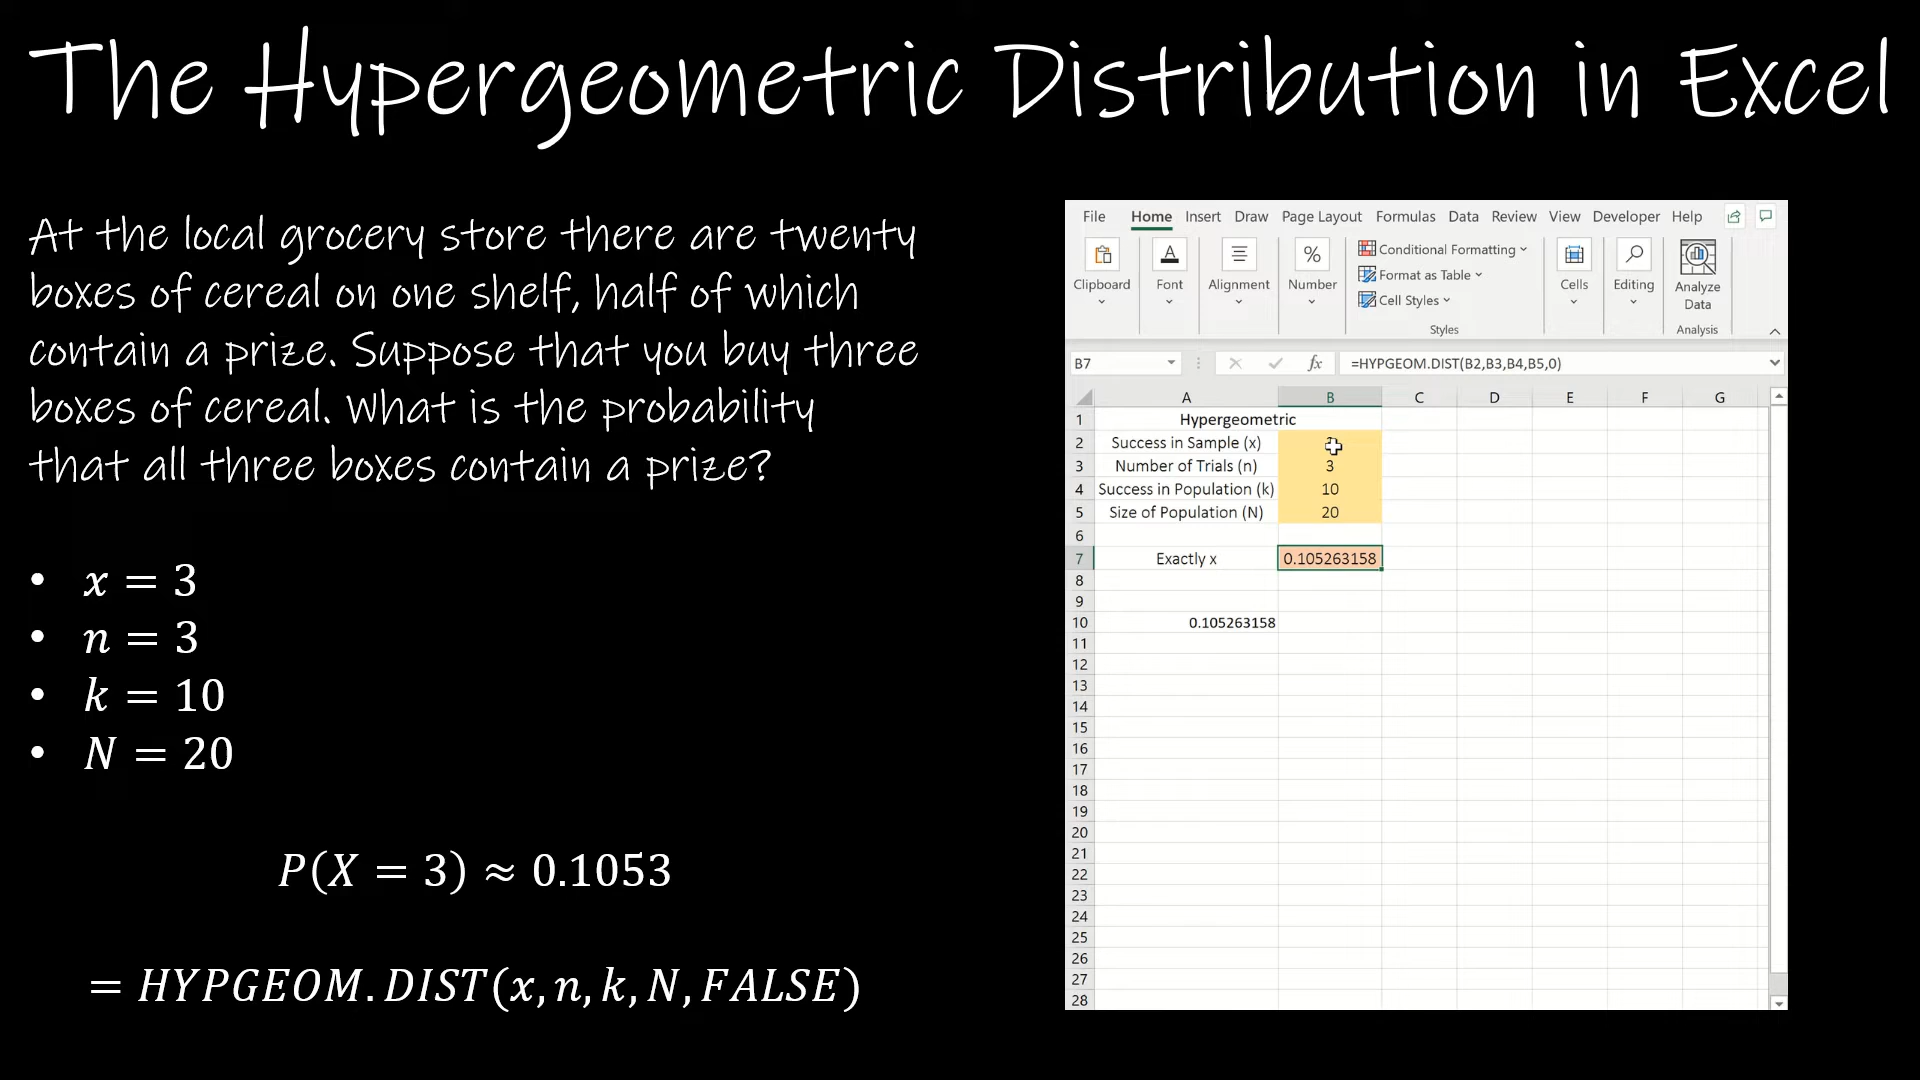 The Hypergeometric Distribution in Excel
At the local grocery store there are twenty
boxes of cereal on one shelf, half of which
contain a prize. Suppose that you buy three
boxes of cereal. What is the probability
that all three boxes contain a prize?
• x = 3
• n = 3
• k = 10
• N = 20
P(X = 3) ≈ 0.1053
= HYPGEOM.DIST(x, n, k, N, FALSE)
File Home Insert Draw Page Layout Formulas Data Review View Developer Help
Clipboard Font Alignment Number Conditional Formatting Format as Table Cell Styles Cells Editing Analyze Data
Styles Analysis
B7 fx =HYPGEOM.DIST(B2,B3,B4,B5,0)
A B C D E F G
1 Hypergeometric
2 Success in Sample (x)
3 Number of Trials (n) 3
4 Success in Population (k) 10
5 Size of Population (N) 20
6
7 Exactly x 0.105263158
8
9
10 0.105263158
11
12
13
14
15
16
17
18
19
20
21
22
23
24
25
26
27
28